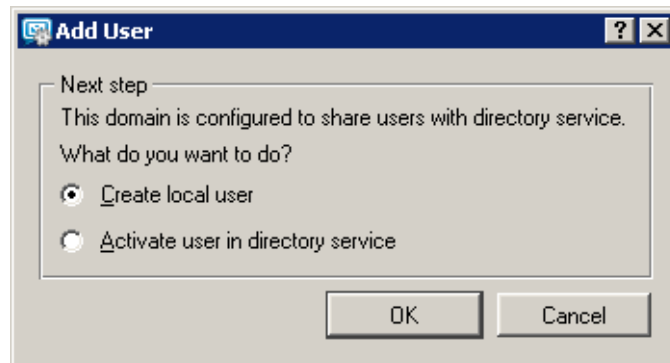 Add User
Next step
This domain is configured to share users with directory service.
What do you want to do?
Create local user
Activate user in directory service
OK
Cancel